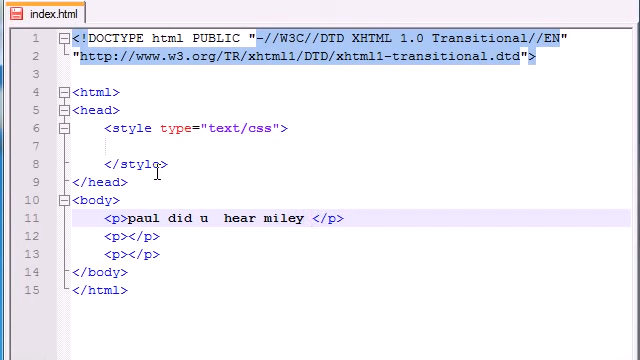 index.html
1 <!DOCTYPE html PUBLIC "-//W3C//DTD XHTML 1.0 Transitional//EN"
2 "http://www.w3.org/TR/xhtml1/DTD/xhtml1-transitional.dtd">
3
4 <html>
5 <head>
6 <style type="text/css">
7
8 </style>
9 </head>
10 <body>
11 <p>paul did u  hear miley </p>
12 <p></p>
13 <p></p>
14 </body>
15 </html>